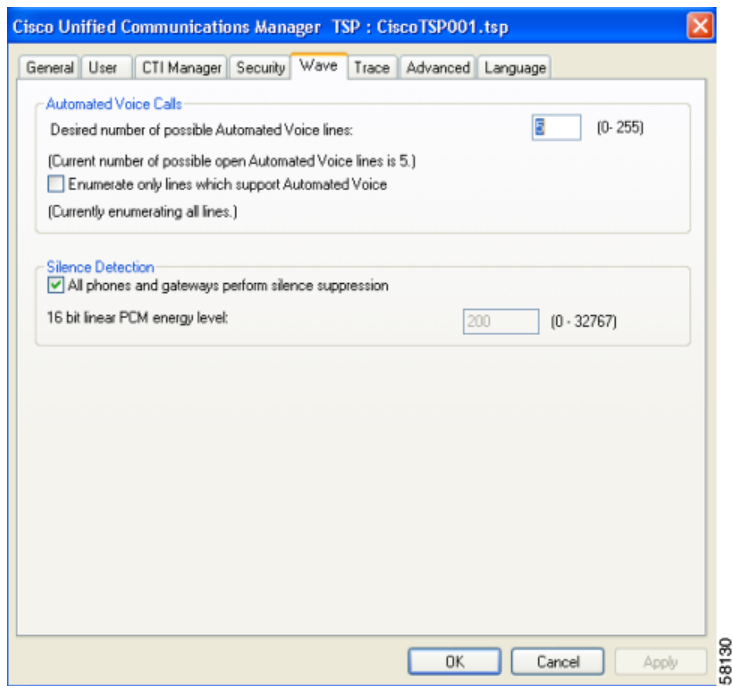 Cisco Unified Communications Manager TSP : CiscoTSP001.tsp
General User CTI Manager Security Wave Trace Advanced Language
Automated Voice Calls
Desired number of possible Automated Voice lines: 5 (0- 255)
(Current number of possible open Automated Voice lines is 5.)
Enumerate only lines which support Automated Voice
(Currently enumerating all lines.)
Silence Detection
All phones and gateways perform silence suppression
16 bit linear PCM energy level: 200 (0 - 32767)
OK Cancel Apply
58130